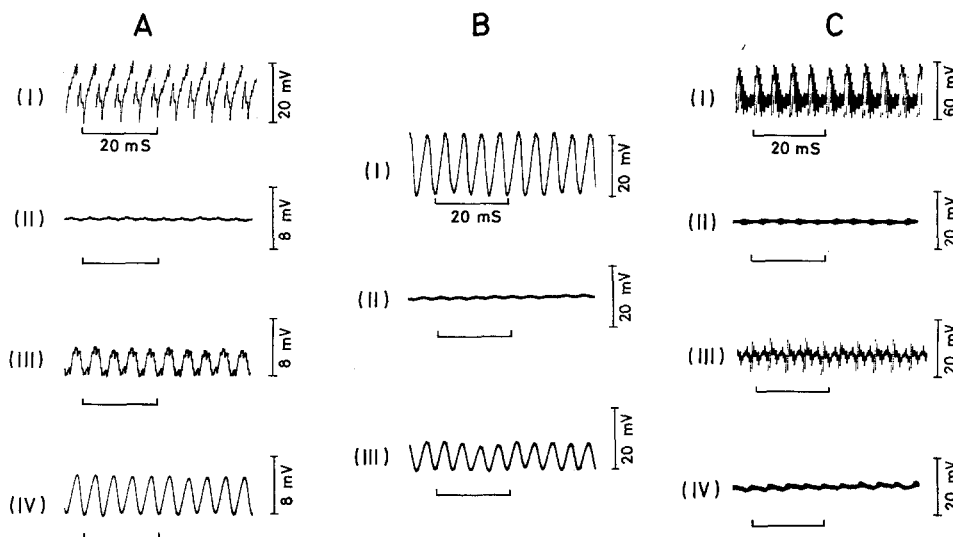 A
B
C
(I)
20 mV
20 mS
(II)
8 mV
(III)
8 mV
(IV)
8 mV
(I)
20 mV
20 mS
(II)
20 mV
(III)
20 mV
(I)
60 mV
20 mS
(II)
20 mV
(III)
20 mV
(IV)
20 mV